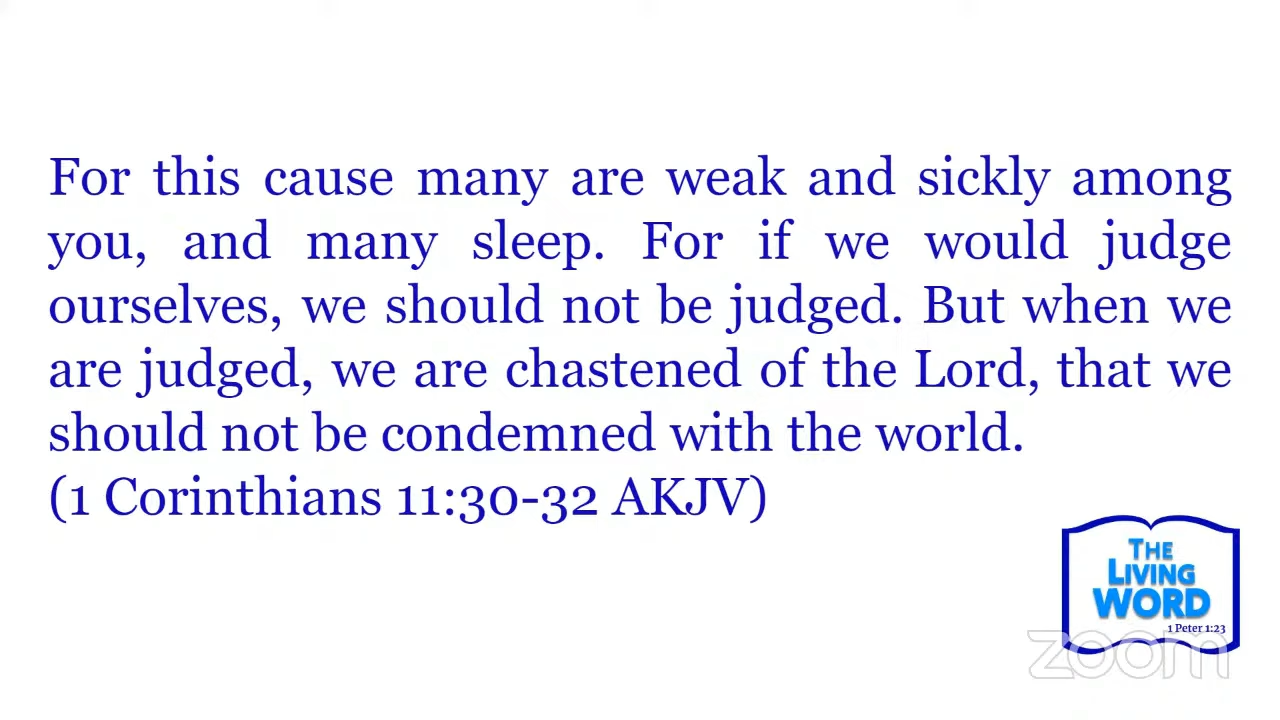 For this cause many are weak and sickly among
you, and many sleep. For if we would judge
ourselves, we should not be judged. But when we
are judged, we are chastened of the Lord, that we
should not be condemned with the world.
(1 Corinthians 11:30-32 AKJV)
THE
LIVING
WORD
1 Peter 1:23
zoom